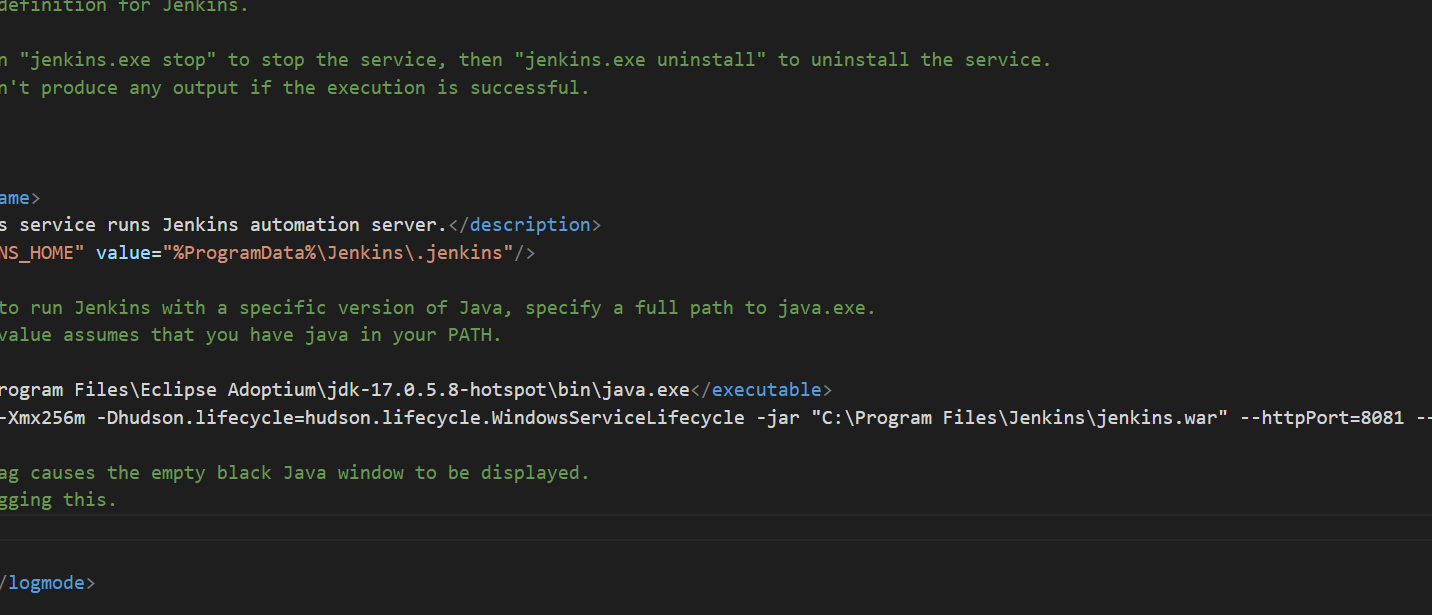 definition for Jenkins.
n "jenkins.exe stop" to stop the service, then "jenkins.exe uninstall" to uninstall the service.
n't produce any output if the execution is successful.
ame>
s service runs Jenkins automation server.</description>
NS_HOME" value="%ProgramData%\Jenkins\.jenkins"/>
to run Jenkins with a specific version of Java, specify a full path to java.exe.
value assumes that you have java in your PATH.
rogram Files\Eclipse Adoptium\jdk-17.0.5.8-hotspot\bin\java.exe</executable>
-Xmx256m -Dhudson.lifecycle=hudson.lifecycle.WindowsServiceLifecycle -jar "C:\Program Files\Jenkins\jenkins.war" --httpPort=8081 --
ag causes the empty black Java window to be displayed.
gging this.
/logmode>